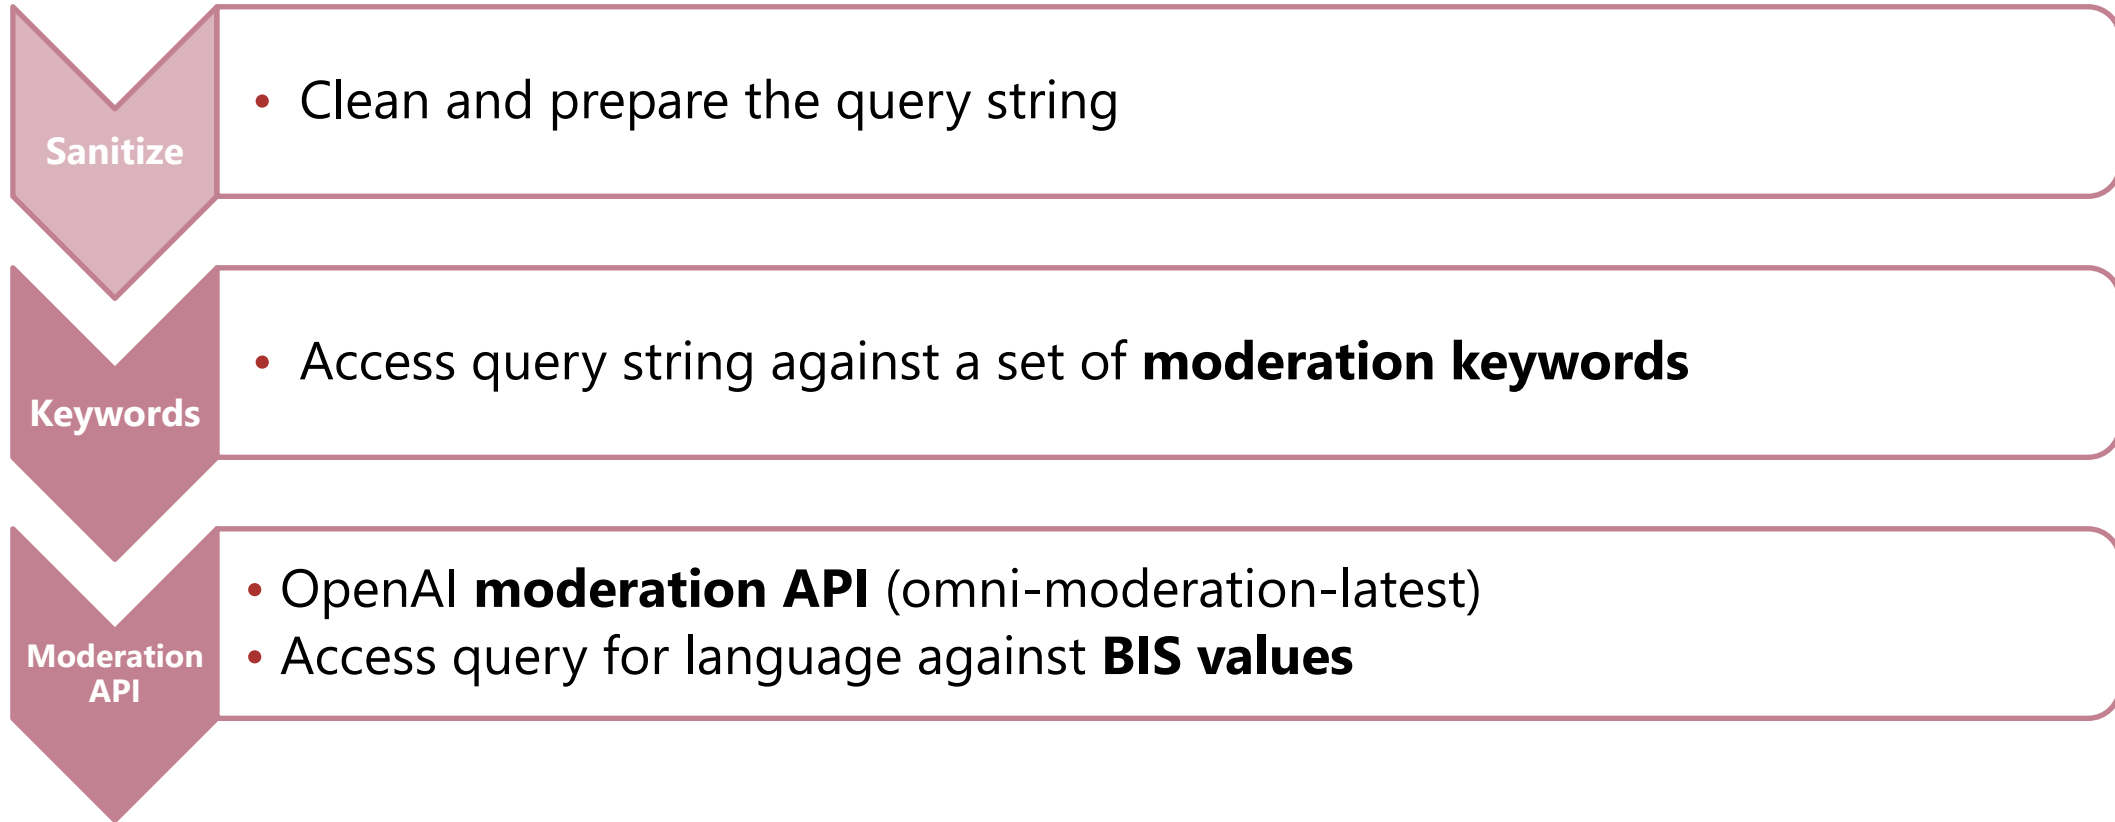 Sanitize
• Clean and prepare the query string
Keywords
• Access query string against a set of moderation keywords
Moderation
API
• OpenAI moderation API (omni-moderation-latest)
• Access query for language against BIS values